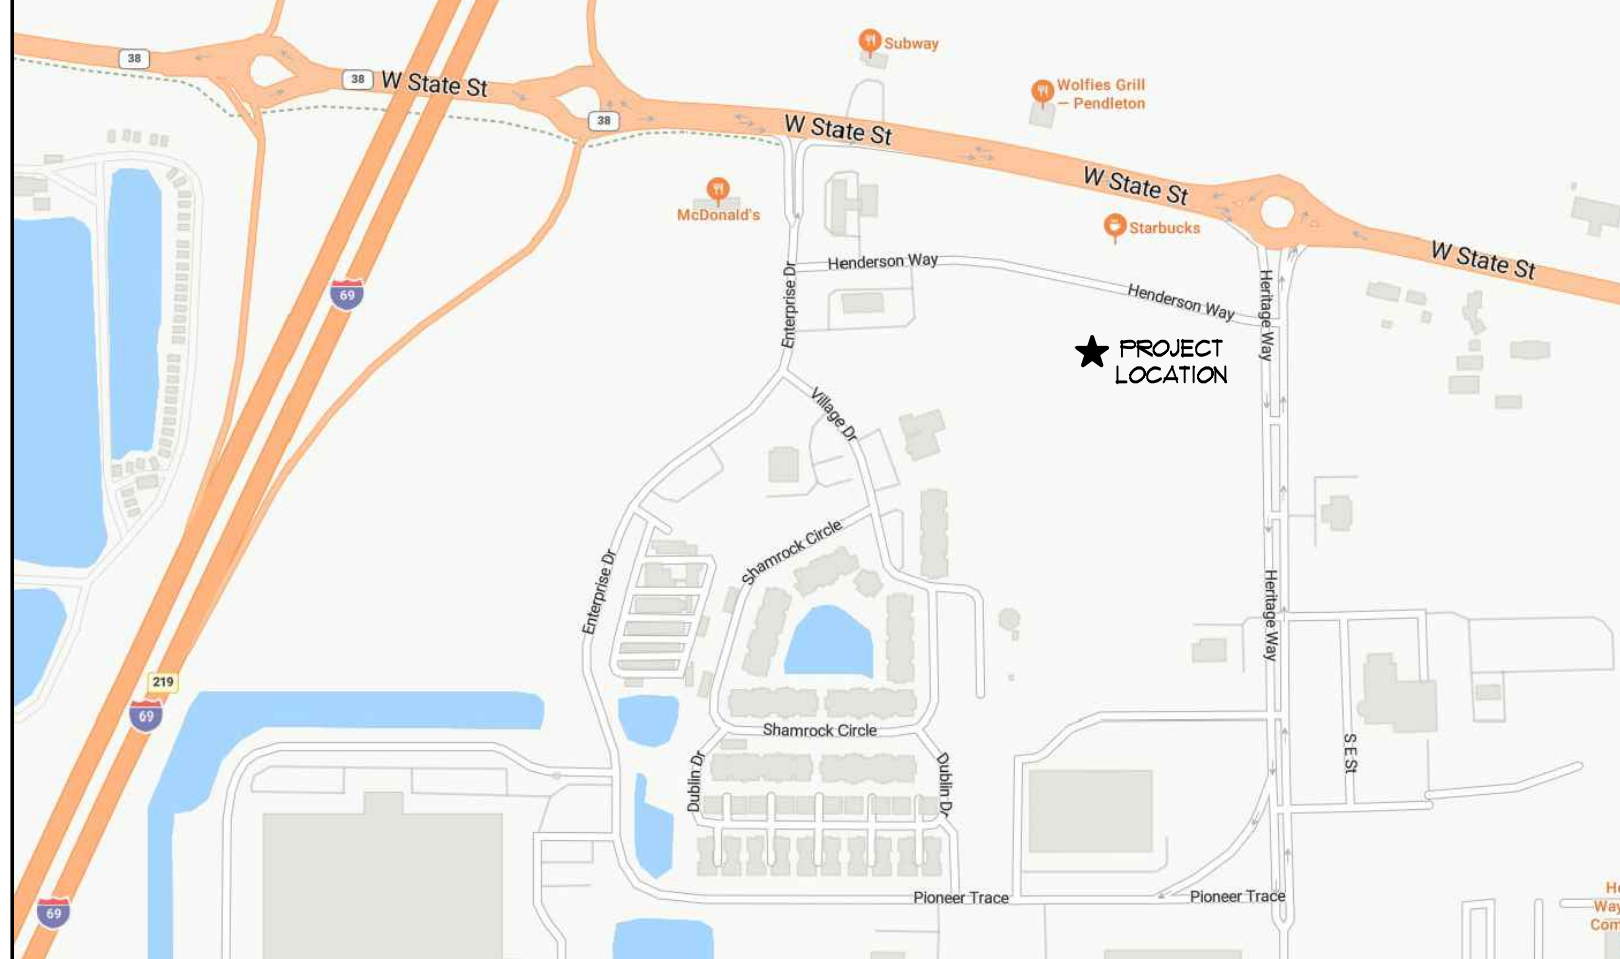 38
38
W State St
38
W State St
Subway
Wolfies Grill
— Pendleton
McDonald's
W State St
Starbucks
W State St
69
Henderson Way
Henderson Way
Enterprise Dr
Heritage Way
PROJECT
LOCATION
Village Dr
Shamrock Circle
Enterprise Dr
Heritage Way
219
69
Shamrock Circle
S E St
Dublin Dr
Dublin Dr
Pioneer Trace
Pioneer Trace
69
Way